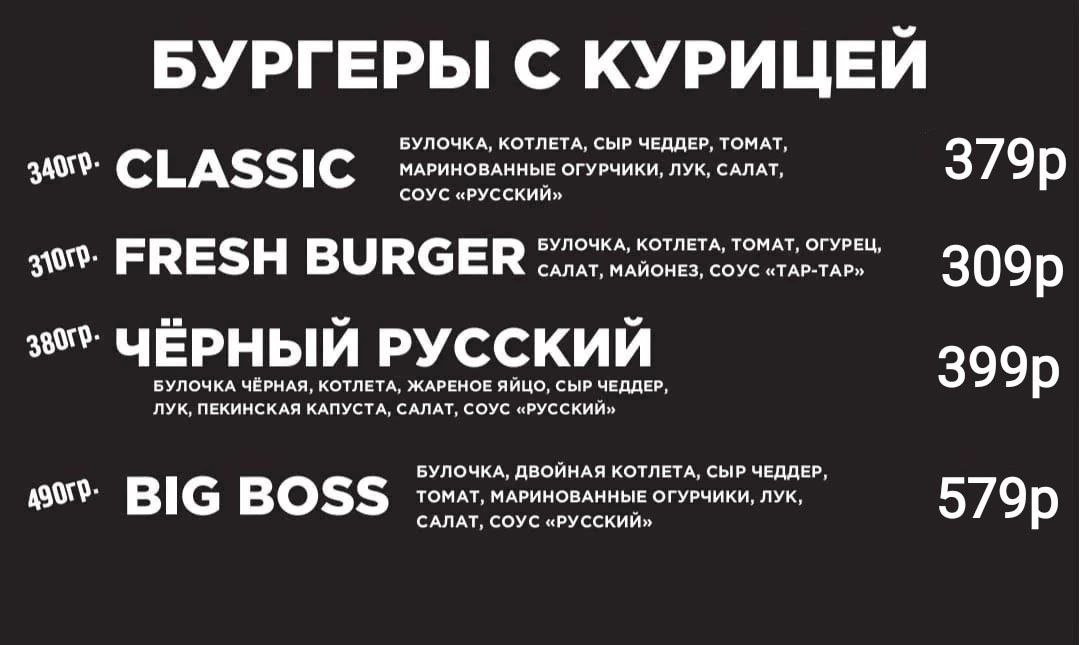 БУРГЕРЫ С КУРИЦЕЙ
340гр. CLASSIC
БУЛОЧКА, КОТЛЕТА, СЫР ЧЕДДЕР, ТОМАТ,
МАРИНОВАННЫЕ ОГУРЧИКИ, ЛУК, САЛАТ,
СОУС «РУССКИЙ»
379р
310гр. FRESH BURGER
БУЛОЧКА, КОТЛЕТА, ТОМАТ, ОГУРЕЦ,
САЛАТ, МАЙОНЕЗ, СОУС «ТАР-ТАР»
309р
380гр. ЧЁРНЫЙ РУССКИЙ
БУЛОЧКА ЧЁРНАЯ, КОТЛЕТА, ЖАРЕНОЕ ЯЙЦО, СЫР ЧЕДДЕР,
ЛУК, ПЕКИНСКАЯ КАПУСТА, САЛАТ, СОУС «РУССКИЙ»
399р
490гр. BIG BOSS
БУЛОЧКА, ДВОЙНАЯ КОТЛЕТА, СЫР ЧЕДДЕР,
ТОМАТ, МАРИНОВАННЫЕ ОГУРЧИКИ, ЛУК,
САЛАТ, СОУС «РУССКИЙ»
579р